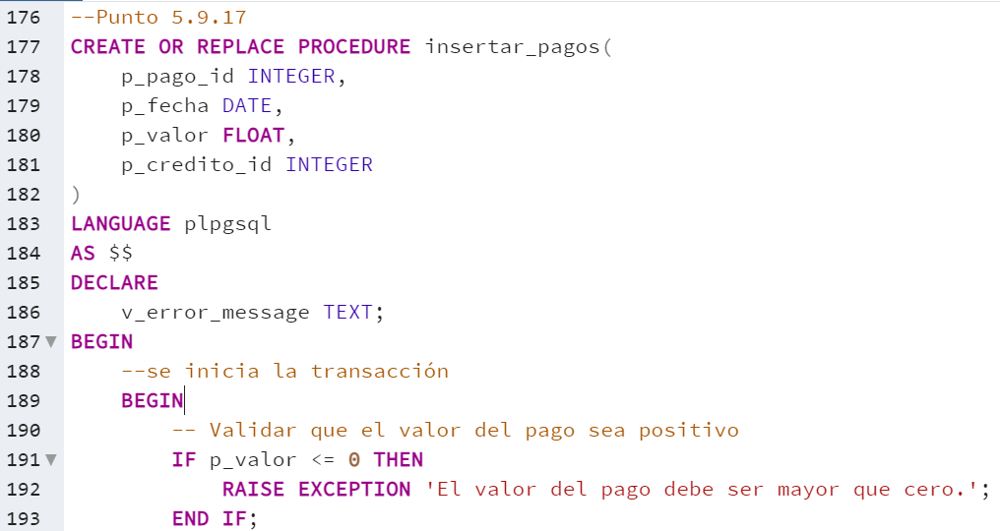 176 --Punto 5.9.17
177 CREATE OR REPLACE PROCEDURE insertar_pagos(
178     p_pago_id INTEGER,
179     p_fecha DATE,
180     p_valor FLOAT,
181     p_credito_id INTEGER
182 )
183 LANGUAGE plpgsql
184 AS $$
185 DECLARE
186     v_error_message TEXT;
187 BEGIN
188     --se inicia la transacción
189     BEGIN
190         -- Validar que el valor del pago sea positivo
191         IF p_valor <= 0 THEN
192             RAISE EXCEPTION 'El valor del pago debe ser mayor que cero.';
193         END IF;